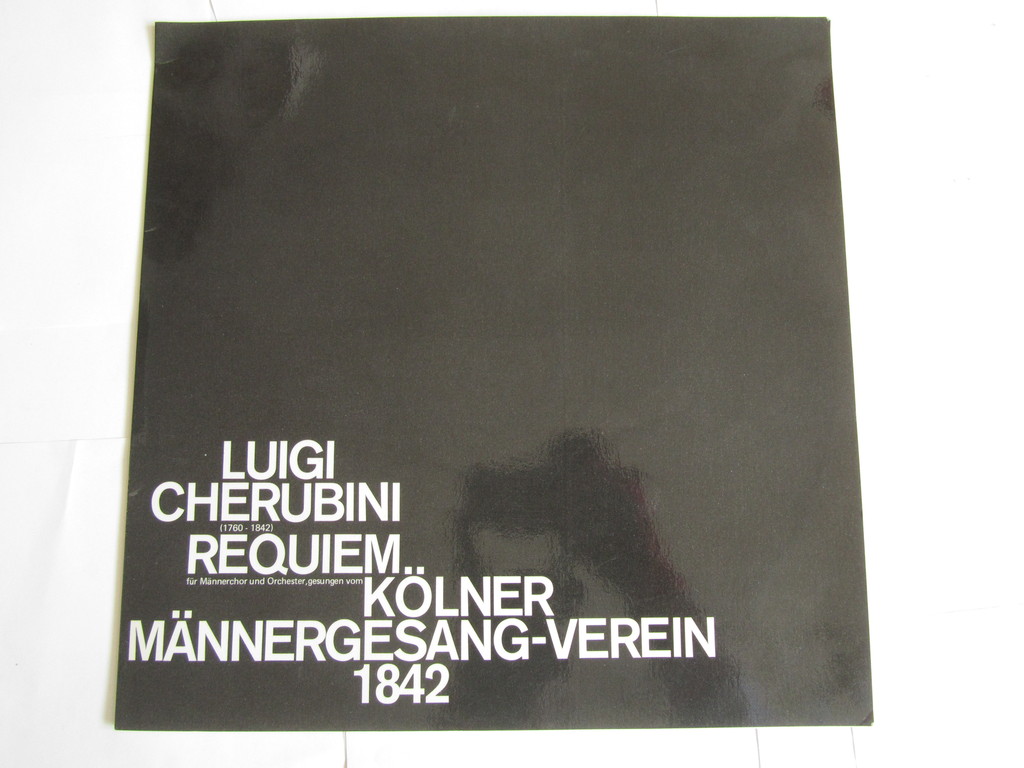 LUIGI
CHERUBINI
(1760 - 1842)
REQUIEM
für Männerchor und Orchester, gesungen vom
KÖLNER
MÄNNERGESANG-VEREIN
1842